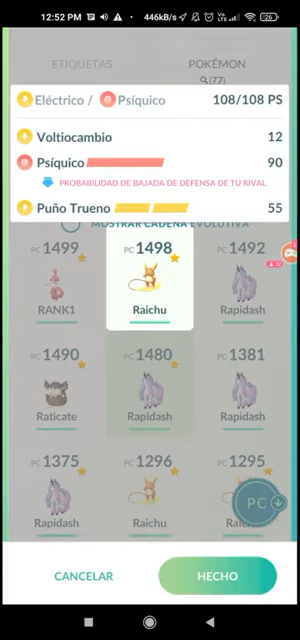 12:52 PM
446kB/s
26
ETIQUETAS
POKÉMON
(77)
Eléctrico / Psíquico 108/108 PS
Voltiocambio 12
Psíquico 90
PROBABILIDAD DE BAJADA DE DEFENSA DE TU RIVAL
Puño Trueno 55
MOSTRAR CADENA EVOLUTIVA
PC 1499 PC 1498 PC 1492
RANK1 Raichu Rapidash
PC 1490 PC 1480 PC 1381
Raticate Rapidash Rapidash
PC 1375 PC 1296 PC 1295
Rapidash Raichu
PC
CANCELAR HECHO